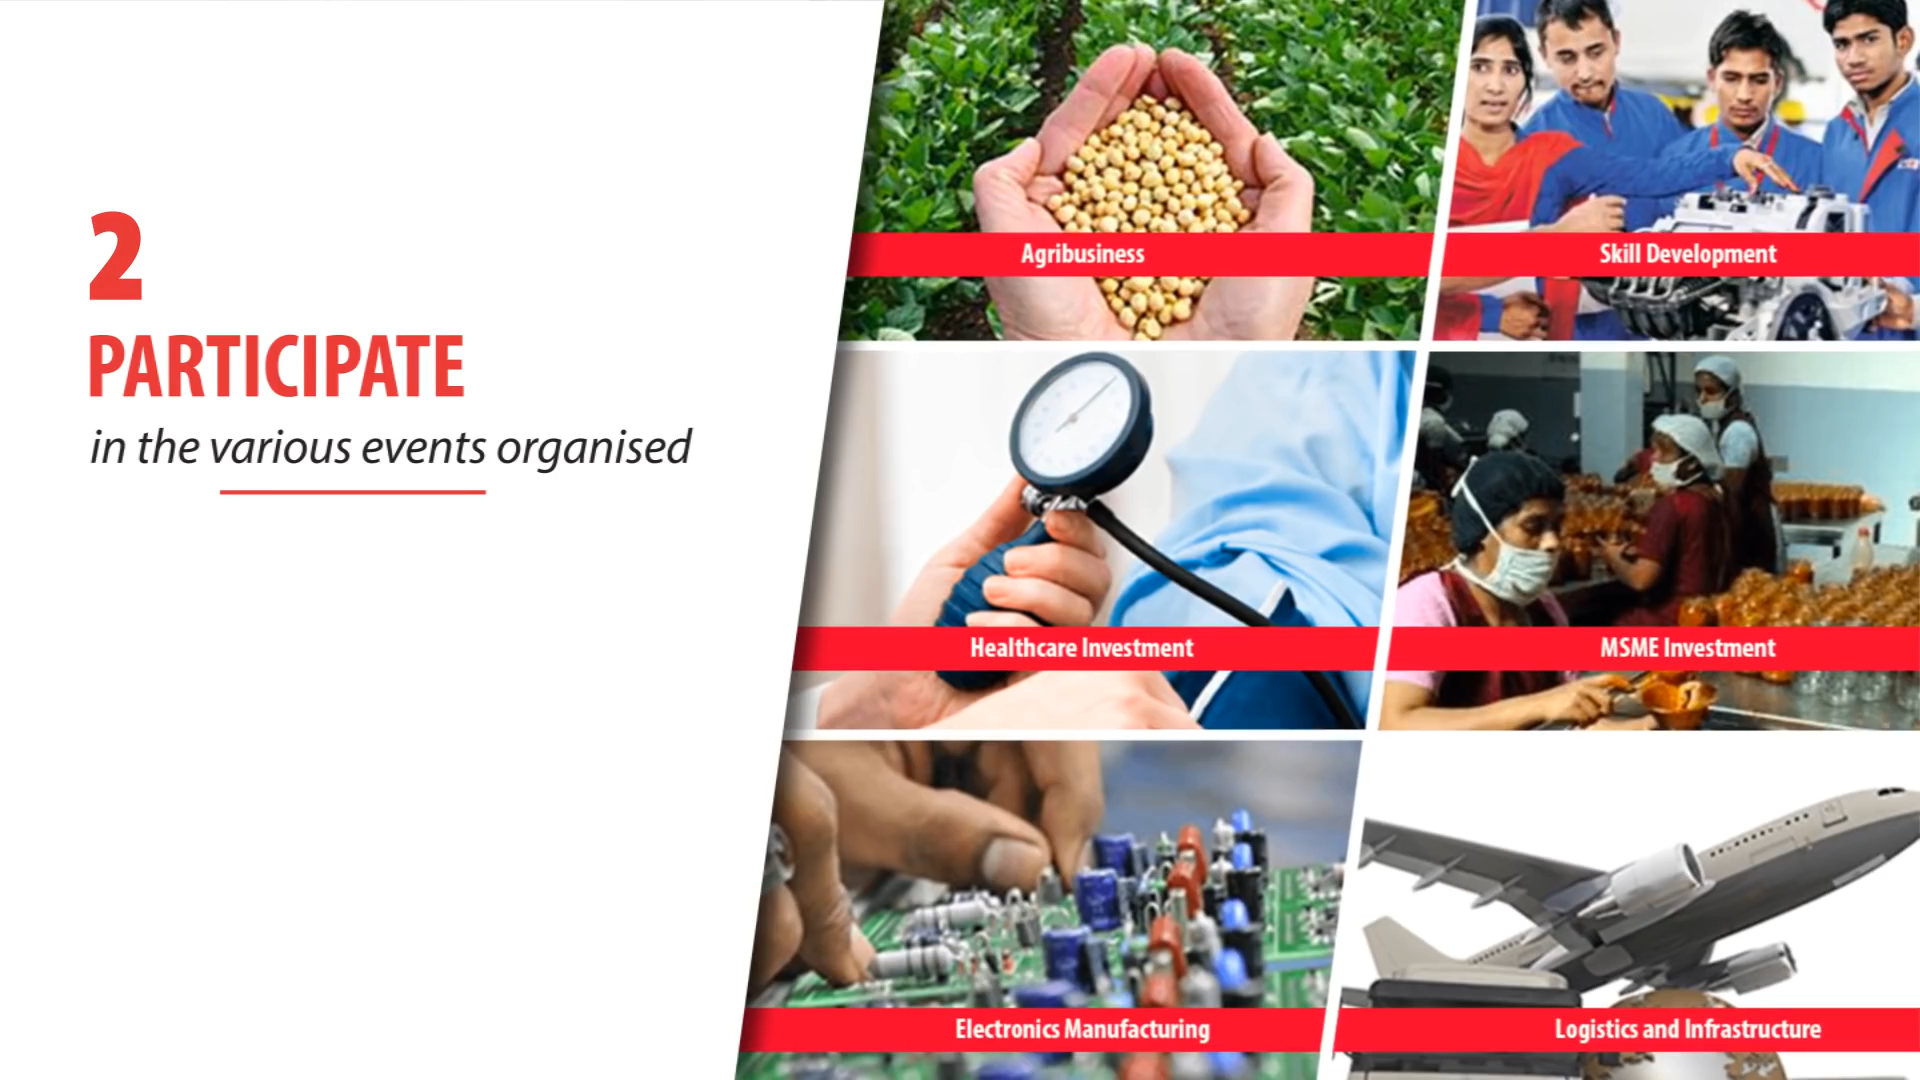 2
PARTICIPATE
in the various events organised
Agribusiness
Skill Development
Healthcare Investment
MSME Investment
Electronics Manufacturing
Logistics and Infrastructure